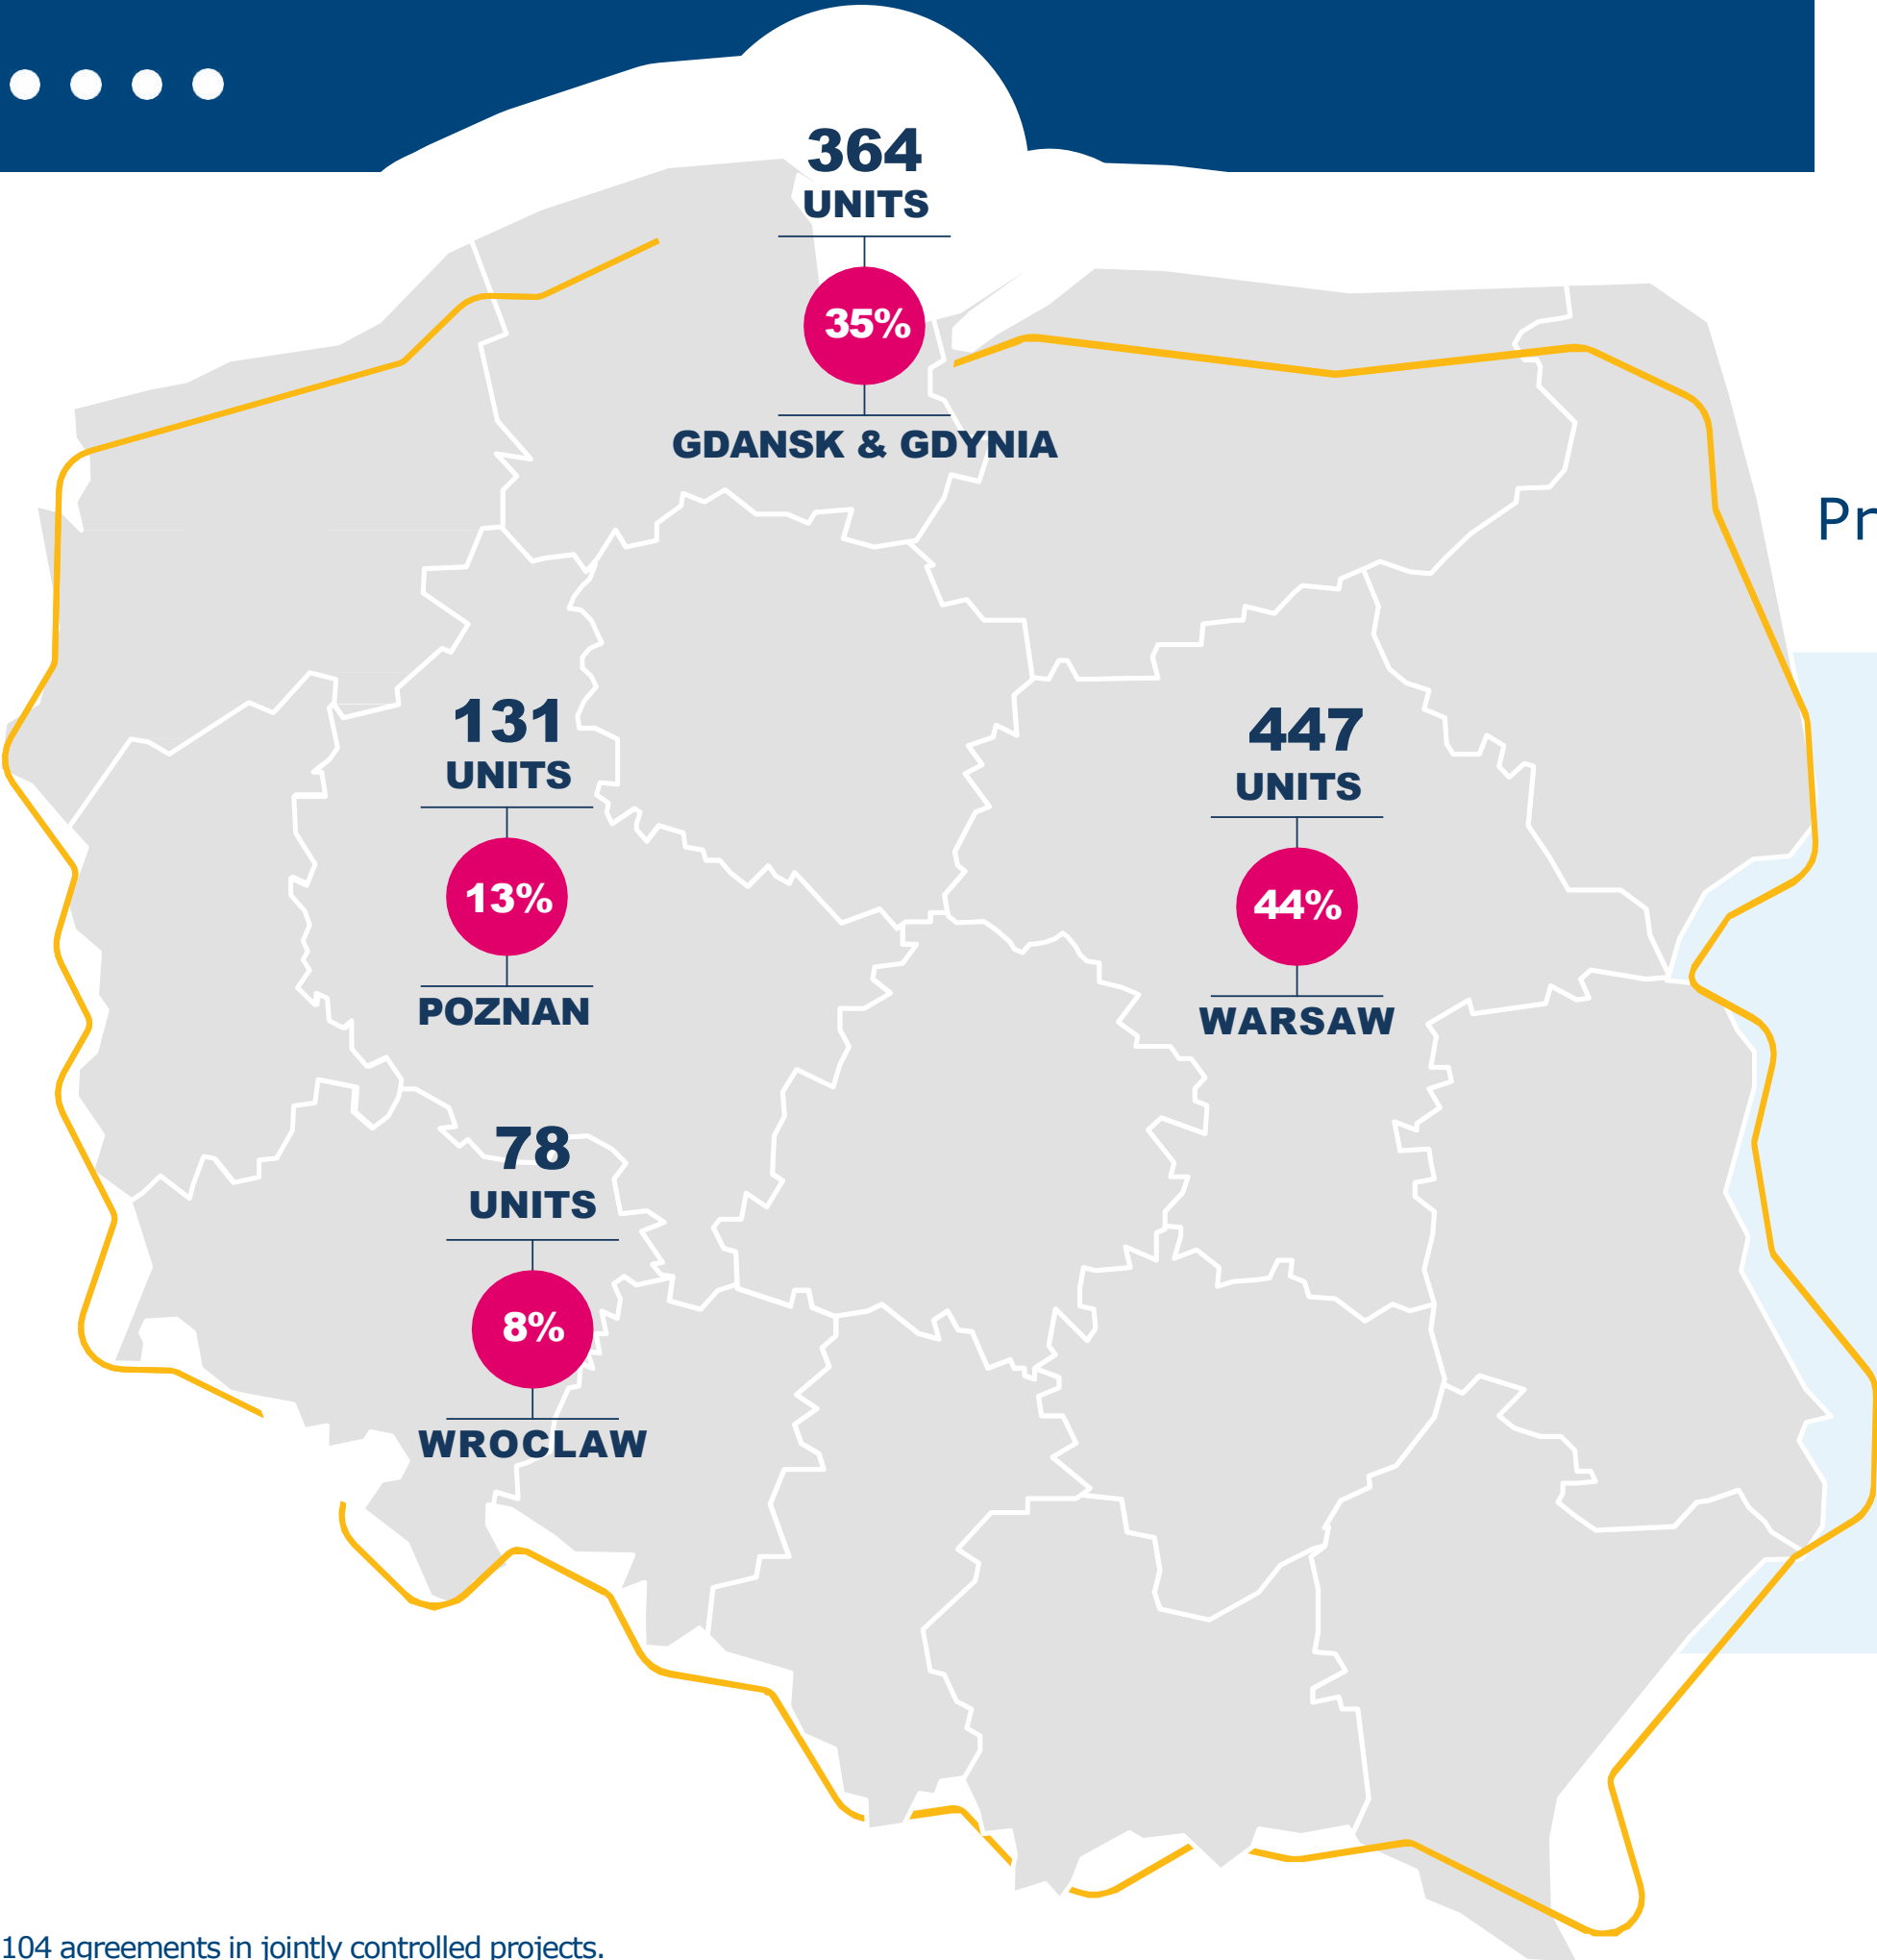 364
UNITS
35%
GDANSK & GDYNIA
Pr
131
UNITS
13%
POZNAN
447
UNITS
44%
WARSAW
78
UNITS
8%
WROCLAW
104 agreements in jointly controlled projects.